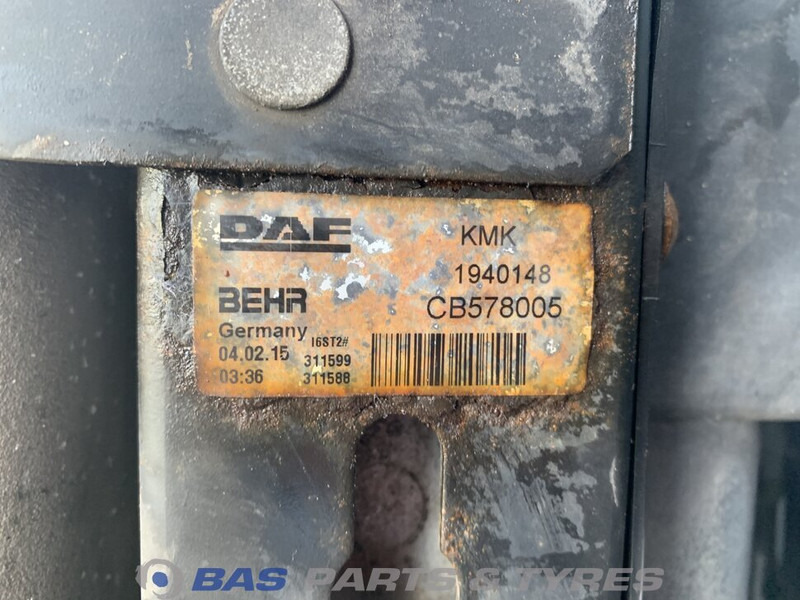 DAF KMK
1940148
BEHR CB578005
Germany I6ST2#
04.02.15 311599
03:36 311588
BAS PARTS & TYRES